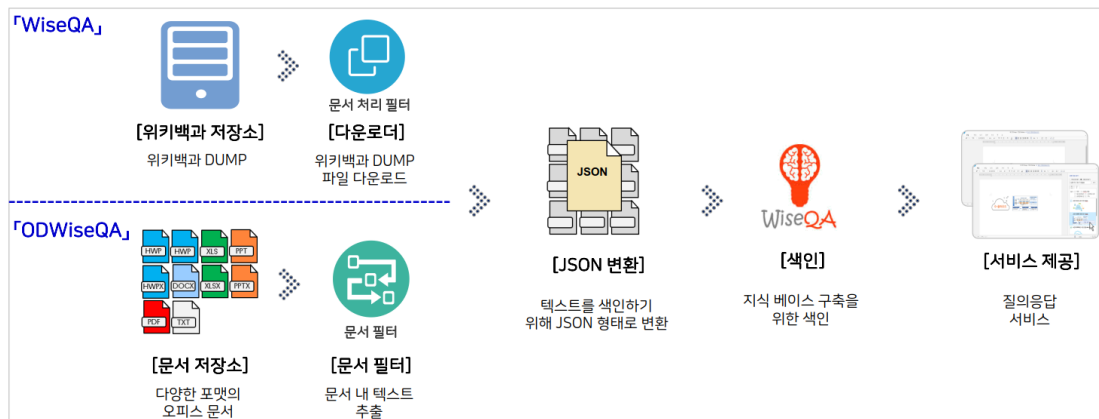 「WiseQA」
문서 처리 필터
[위키백과 저장소]
위키백과 DUMP
[다운로더]
위키백과 DUMP
파일 다운로드
「ODWiseQA」
HWP
HWP
XLS
PPT
HWPX
DOCX
XLSX
PPTX
PDF
TXT
[문서 저장소]
다양한 포맷의
오피스 문서
문서 필터
[문서 필터]
문서 내 텍스트
추출
JSON
[JSON 변환]
텍스트를 색인하기
위해 JSON 형태로 변환
WiseQA
[색인]
지식 베이스 구축을
위한 색인
[서비스 제공]
질의응답
서비스